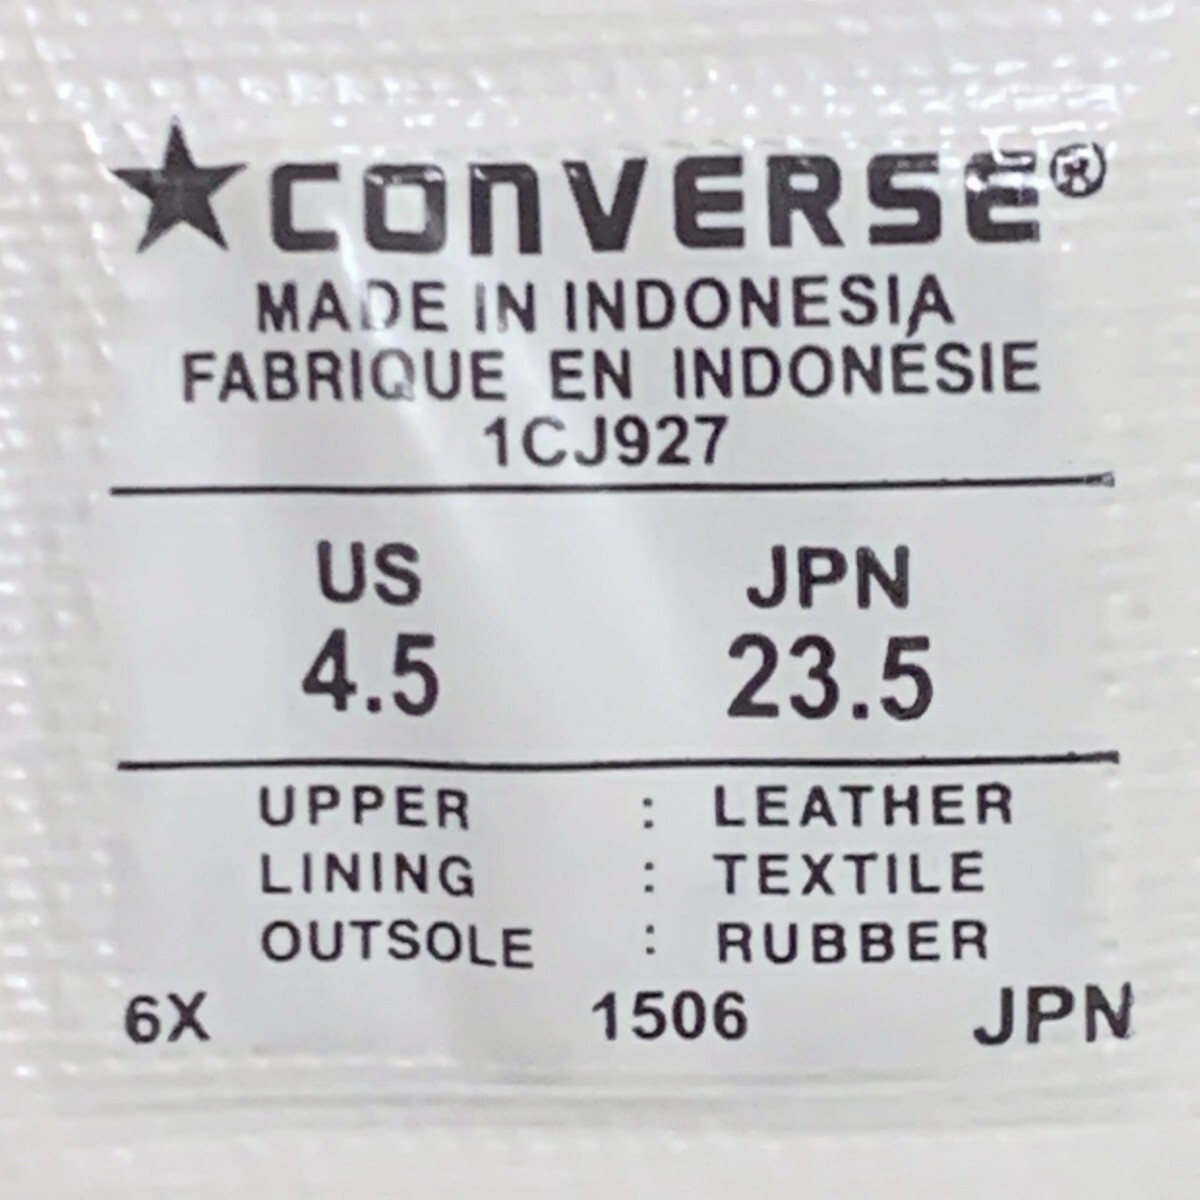 ★CONVERSE®
MADE IN INDONESIA
FABRIQUE EN INDONÉSIE
1CJ927
US JPN
4.5 23.5
UPPER : LEATHER
LINING : TEXTILE
OUTSOLE : RUBBER
6X 1506 JPN